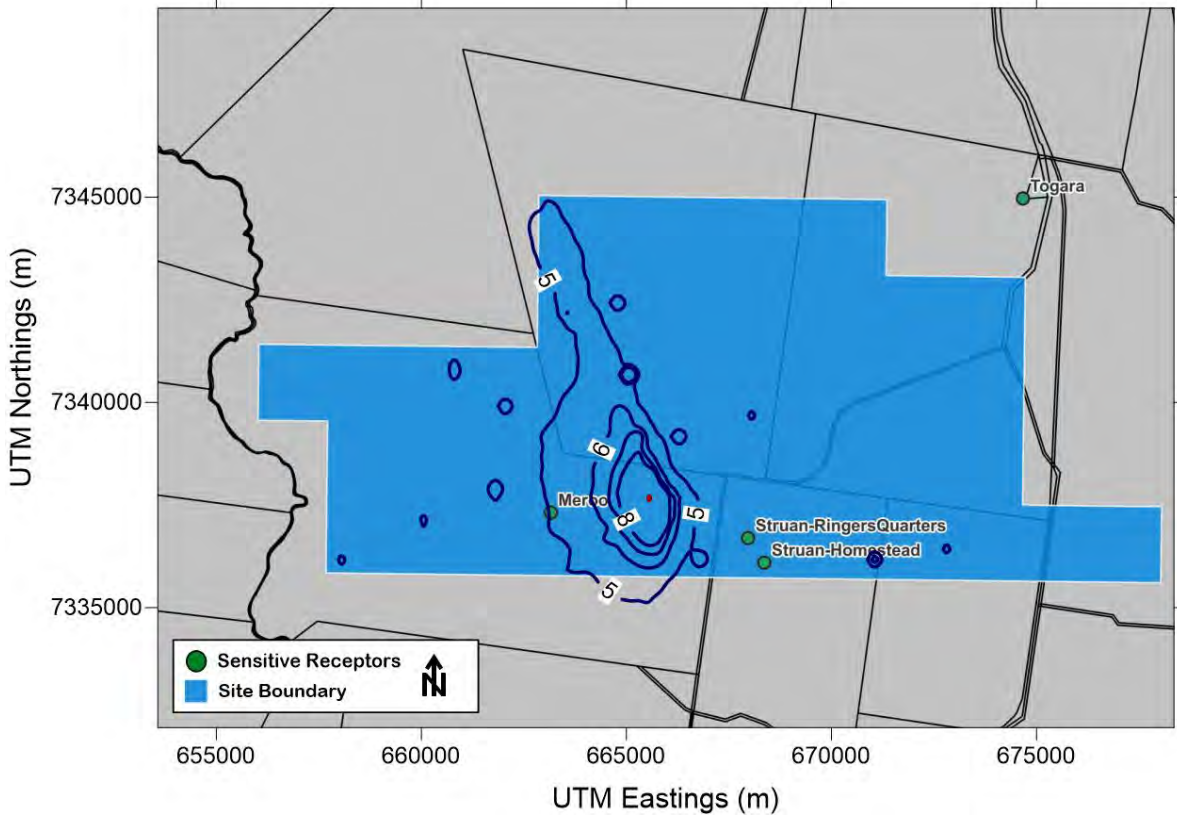 7345000
7340000
7335000
UTM Northings (m)
Togara
5
6
Meroo
8
5
Struan-RingersQuarters
Struan-Homestead
5
Sensitive Receptors
Site Boundary
N
655000 660000 665000 670000 675000
UTM Eastings (m)